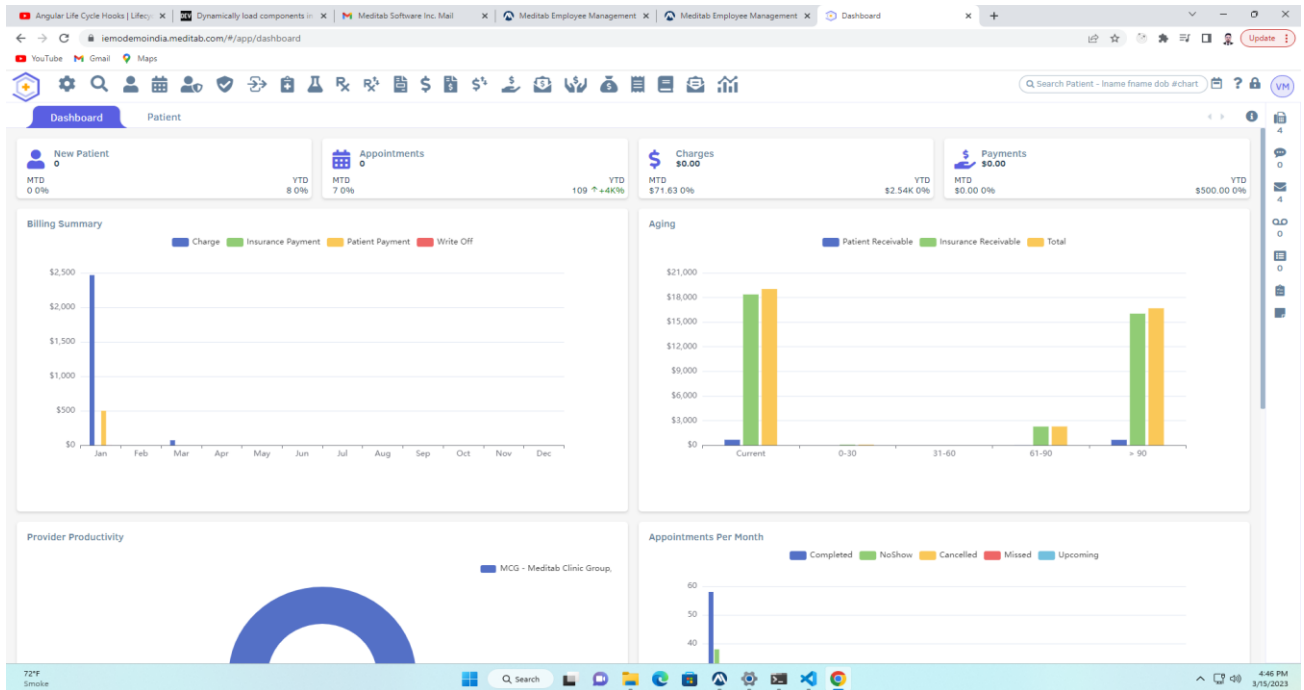 Angular Life Cycle Hooks | Lifecy
Dynamically load components in
Meditab Software Inc. Mail
Meditab Employee Management
Meditab Employee Management
Dashboard
iemodemoindia.meditab.com/#/app/dashboard
Update
YouTube Gmail Maps
Search Patient - lname fname dob #chart
VM
Dashboard Patient
4
0
4
0
0
New Patient
0
MTD YTD
0 0% 8 0%
Appointments
0
MTD YTD
7 0% 109 ↑+4K%
Charges
$0.00
MTD YTD
$71.63 0% $2.54K 0%
Payments
$0.00
MTD YTD
$0.00 0% $500.00 0%
Billing Summary
Charge Insurance Payment Patient Payment Write Off
$2,500
$2,000
$1,500
$1,000
$500
$0
Jan Feb Mar Apr May Jun Jul Aug Sep Oct Nov Dec
Aging
Patient Receivable Insurance Receivable Total
$21,000
$18,000
$15,000
$12,000
$9,000
$6,000
$3,000
$0
Current 0-30 31-60 61-90 > 90
Provider Productivity
MCG - Meditab Clinic Group,
Appointments Per Month
Completed NoShow Cancelled Missed Upcoming
60
50
40
72°F
Smoke
Search
4:46 PM
3/15/2023